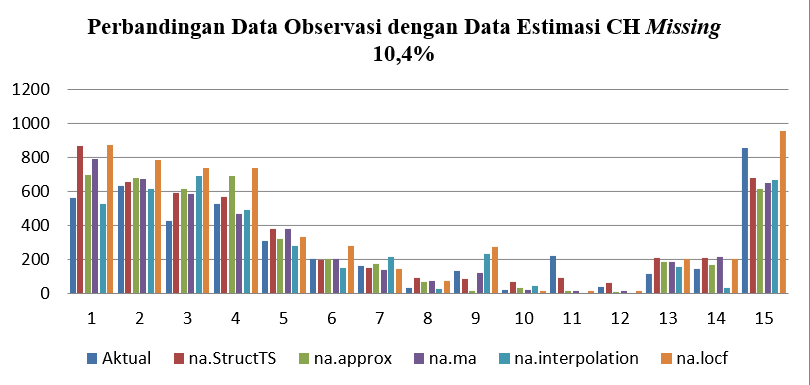 Perbandingan Data Observasi dengan Data Estimasi CH Missing
10,4%
1200
1000
800
600
400
200
0
1 2 3 4 5 6 7 8 9 10 11 12 13 14 15
Aktual na.StructTS na.approx na.ma na.interpolation na.locf